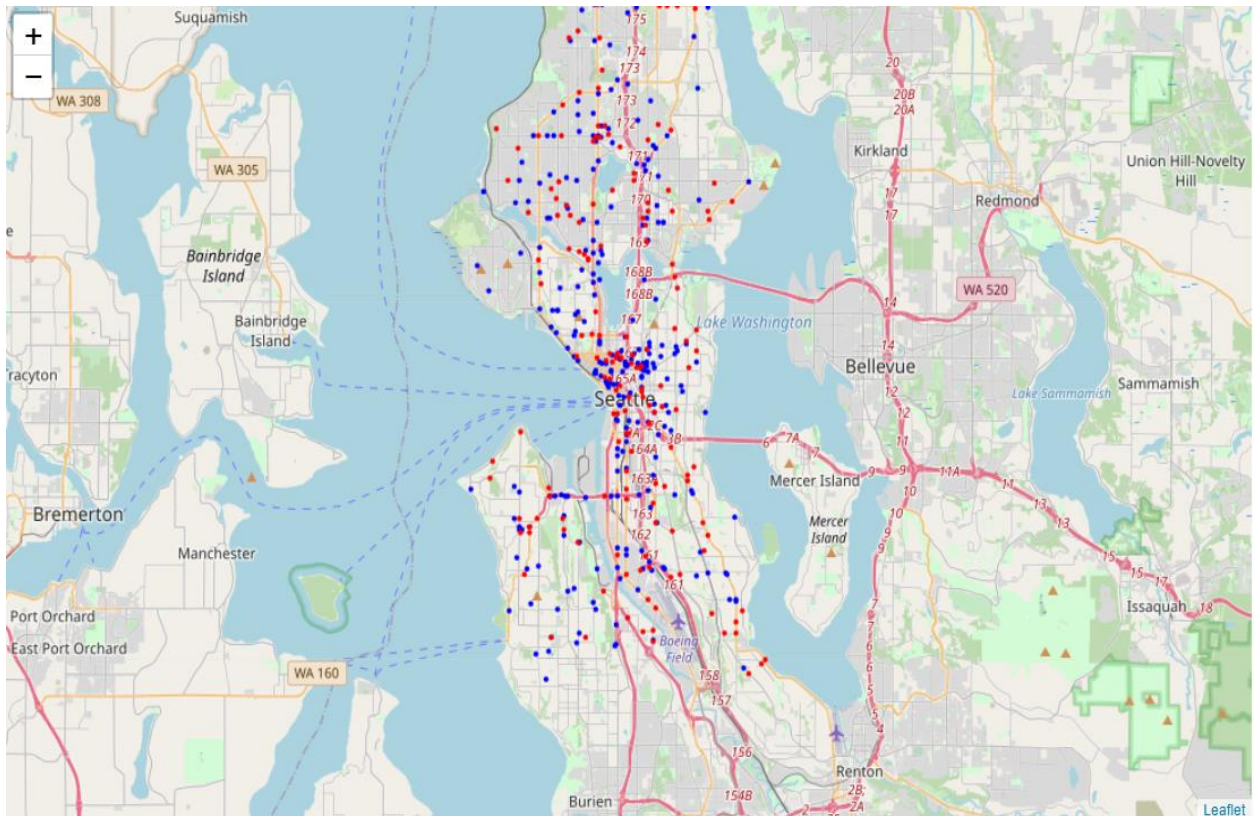 Suquamish
+
−
WA 308
WA 305
Bainbridge
Island
Bainbridge
Island
Bremerton
Manchester
Port Orchard
East Port Orchard
WA 160
175
174
173
173
172
171
170
169
168B
168B
167
165A
Seattle
164A
163A
163
162
161
161
Boeing
Field
158
157
156
154B
Burien
Lake Washington
20
20B
20A
Kirkland
17
17
Union Hill-Novelty
Hill
Redmond
WA 520
14
14
Bellevue
12
12
11
Lake Sammamish
Sammamish
6
7A
7
9
9
11A
11
13
13
15
15
17
18
Issaquah
10
10
9
9
Mercer Island
Mercer
Island
7
7
6
6
5
5
4
Renton
2
2B;
2A
Leaflet